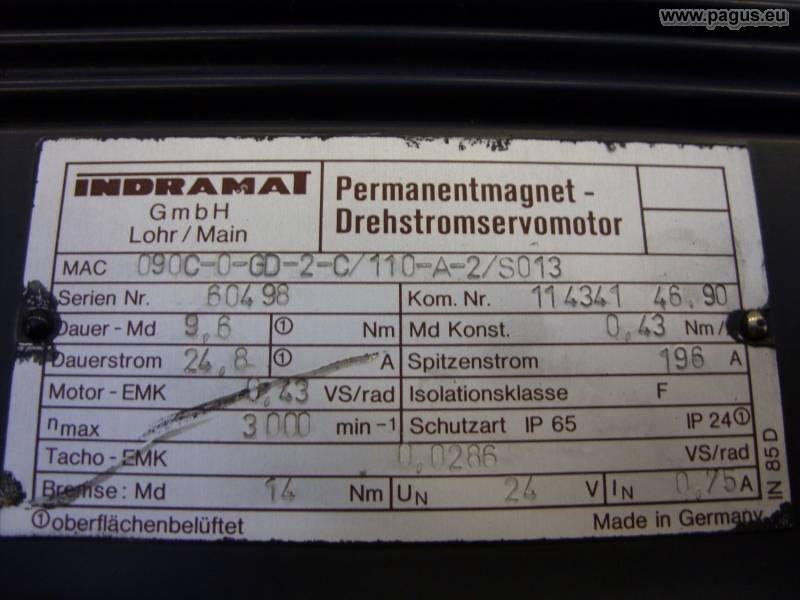 www.pagus.eu
INDRAMAT
GmbH
Lohr / Main
Permanentmagnet -
Drehstromservomotor
MAC 090C-0-GD-2-C/110-A-2/S013
Serien Nr. 60498 Kom. Nr. 114341 46.90
Dauer - Md 9,6 ① Nm Md Konst. 0,43 Nm/
Dauerstrom 24,8 ① A Spitzenstrom 196 A
Motor - EMK 0,43 VS/rad Isolationsklasse F
nmax 3000 min -1 Schutzart IP 65 IP 24①
Tacho - EMK 0,0286 VS/rad
Bremse : Md 14 Nm UN 24 V IN 0,75 A
①oberflächenbelüftet Made in Germany
IN 85 D